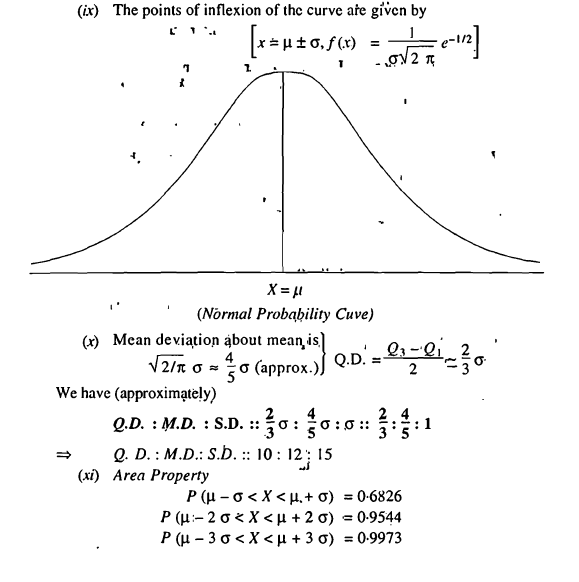 (ix) The points of inflexion of the curve are given by
[x = μ ± σ, f(x) = 1/(σ√2 π) e^-1/2]
X = μ
(Normal Probability Cuve)
(x) Mean deviation about mean is
√2/π σ ≈ 4/5 σ (approx.)} Q.D. = (Q3 − Q1)/2 ≃ 2/3 σ
We have (approximately)
Q.D. : M.D. : S.D. :: 2/3 σ : 4/5 σ : σ :: 2/3 : 4/5 : 1
⇒ Q. D. : M.D.: S.D. :: 10 : 12 : 15
(xi) Area Property
P (μ − σ < X < μ + σ) = 0·6826
P (μ − 2 σ < X < μ + 2 σ) = 0·9544
P (μ − 3 σ < X < μ + 3 σ) = 0·9973